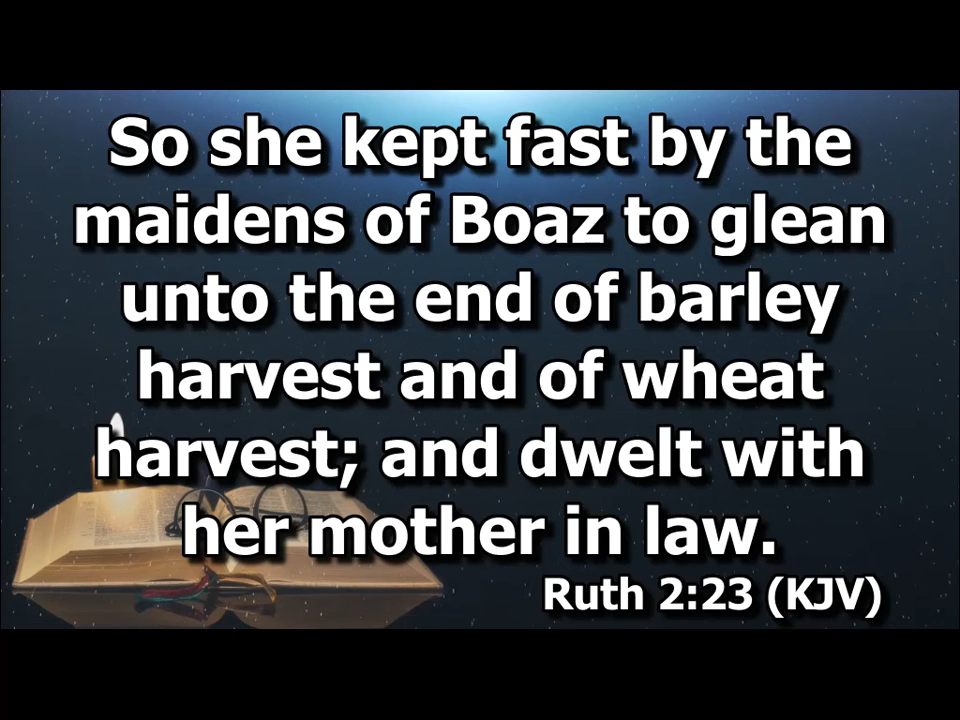 So she kept fast by the
maidens of Boaz to glean
unto the end of barley
harvest and of wheat
harvest; and dwelt with
her mother in law.
Ruth 2:23 (KJV)